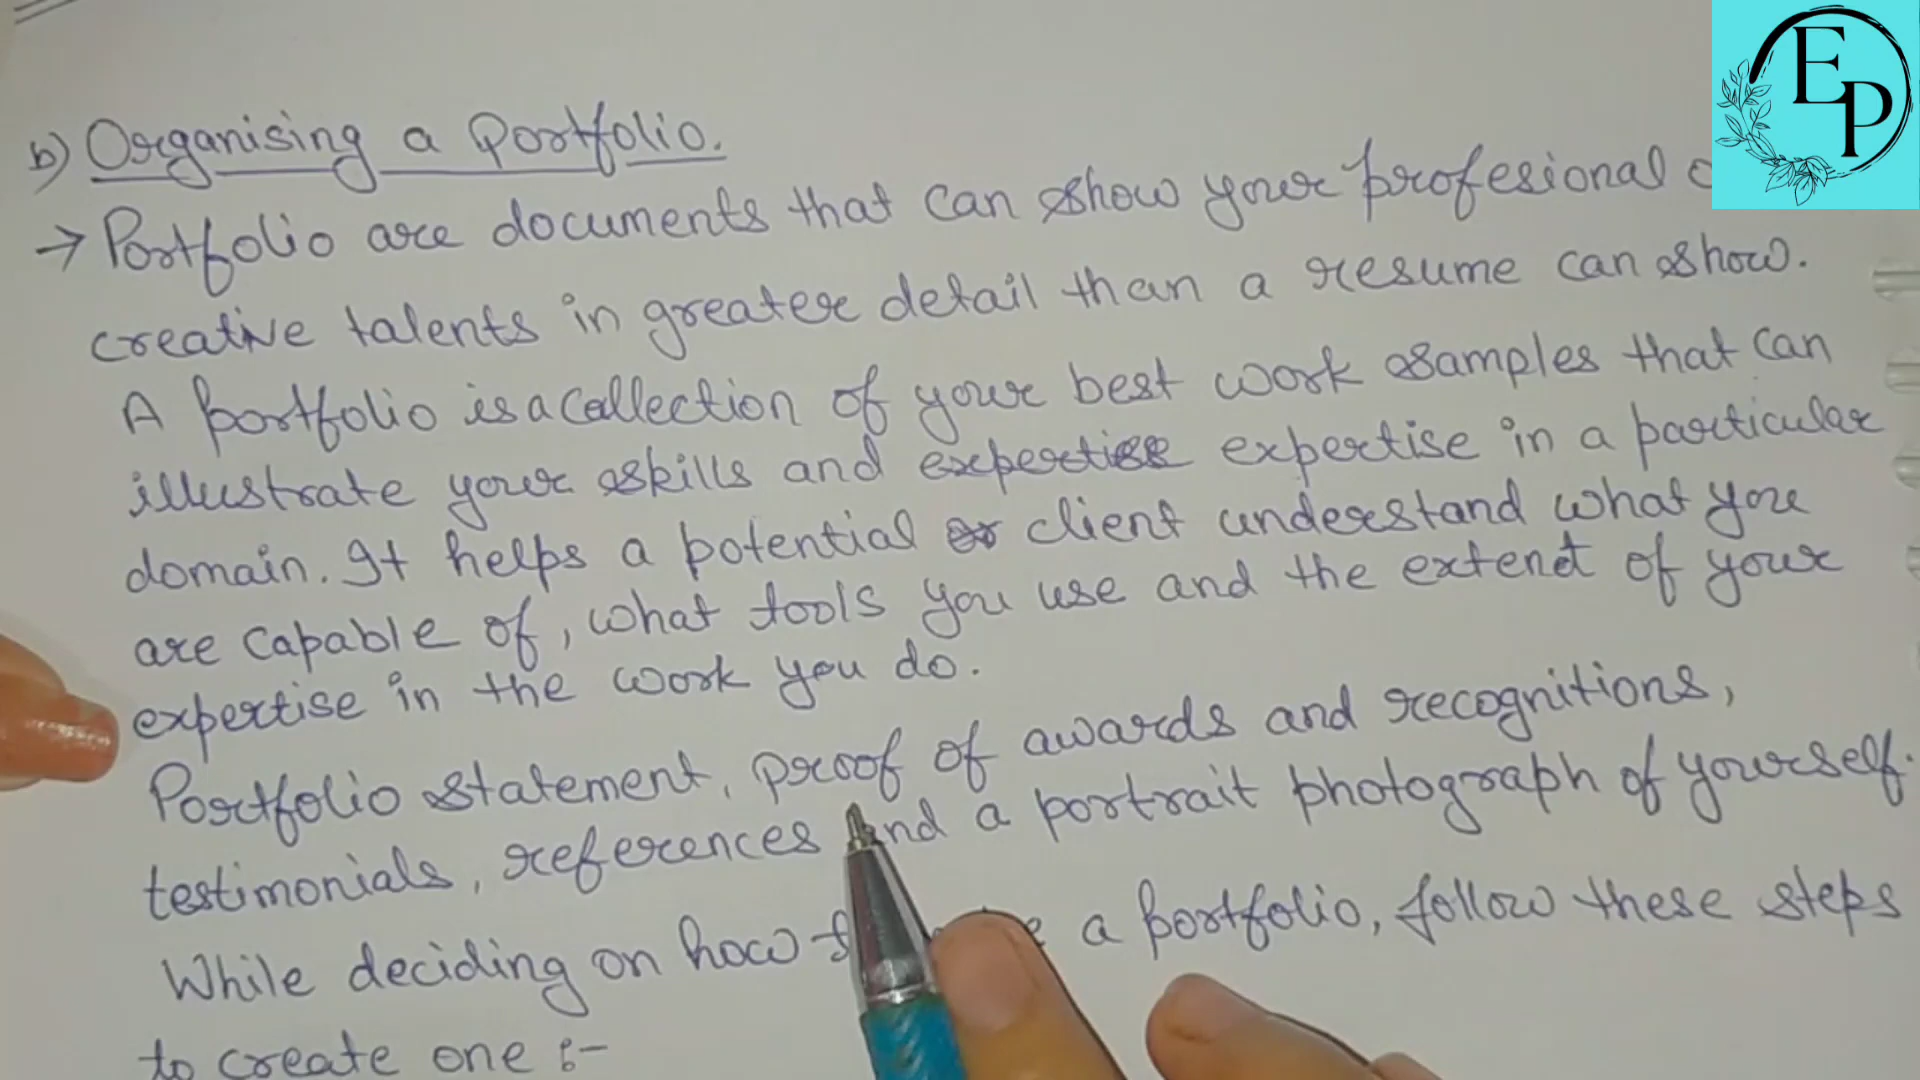 EP
b) Organising a Portfolio.
→ Portfolio are documents that can show your profesional
creative talents in greater detail than a resume can show.
A portfolio is a collection of your best work samples that can
illustrate your skills and expertise expertise in a particular
domain. It helps a potential client understand what you
are capable of, what tools you use and the extent of your
expertise in the work you do.
Portfolio statement, proof of awards and recognitions,
testimonials, references and a portrait photograph of yourself.
While deciding on how a portfolio, follow these steps
to create one :-